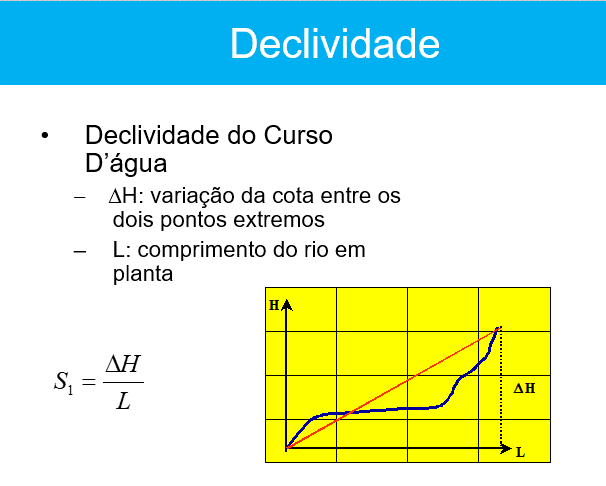 Declividade
• Declividade do Curso
D’água
– ΔH: variação da cota entre os
dois pontos extremos
– L: comprimento do rio em
planta
S₁ = ΔH / L
H
ΔH
L